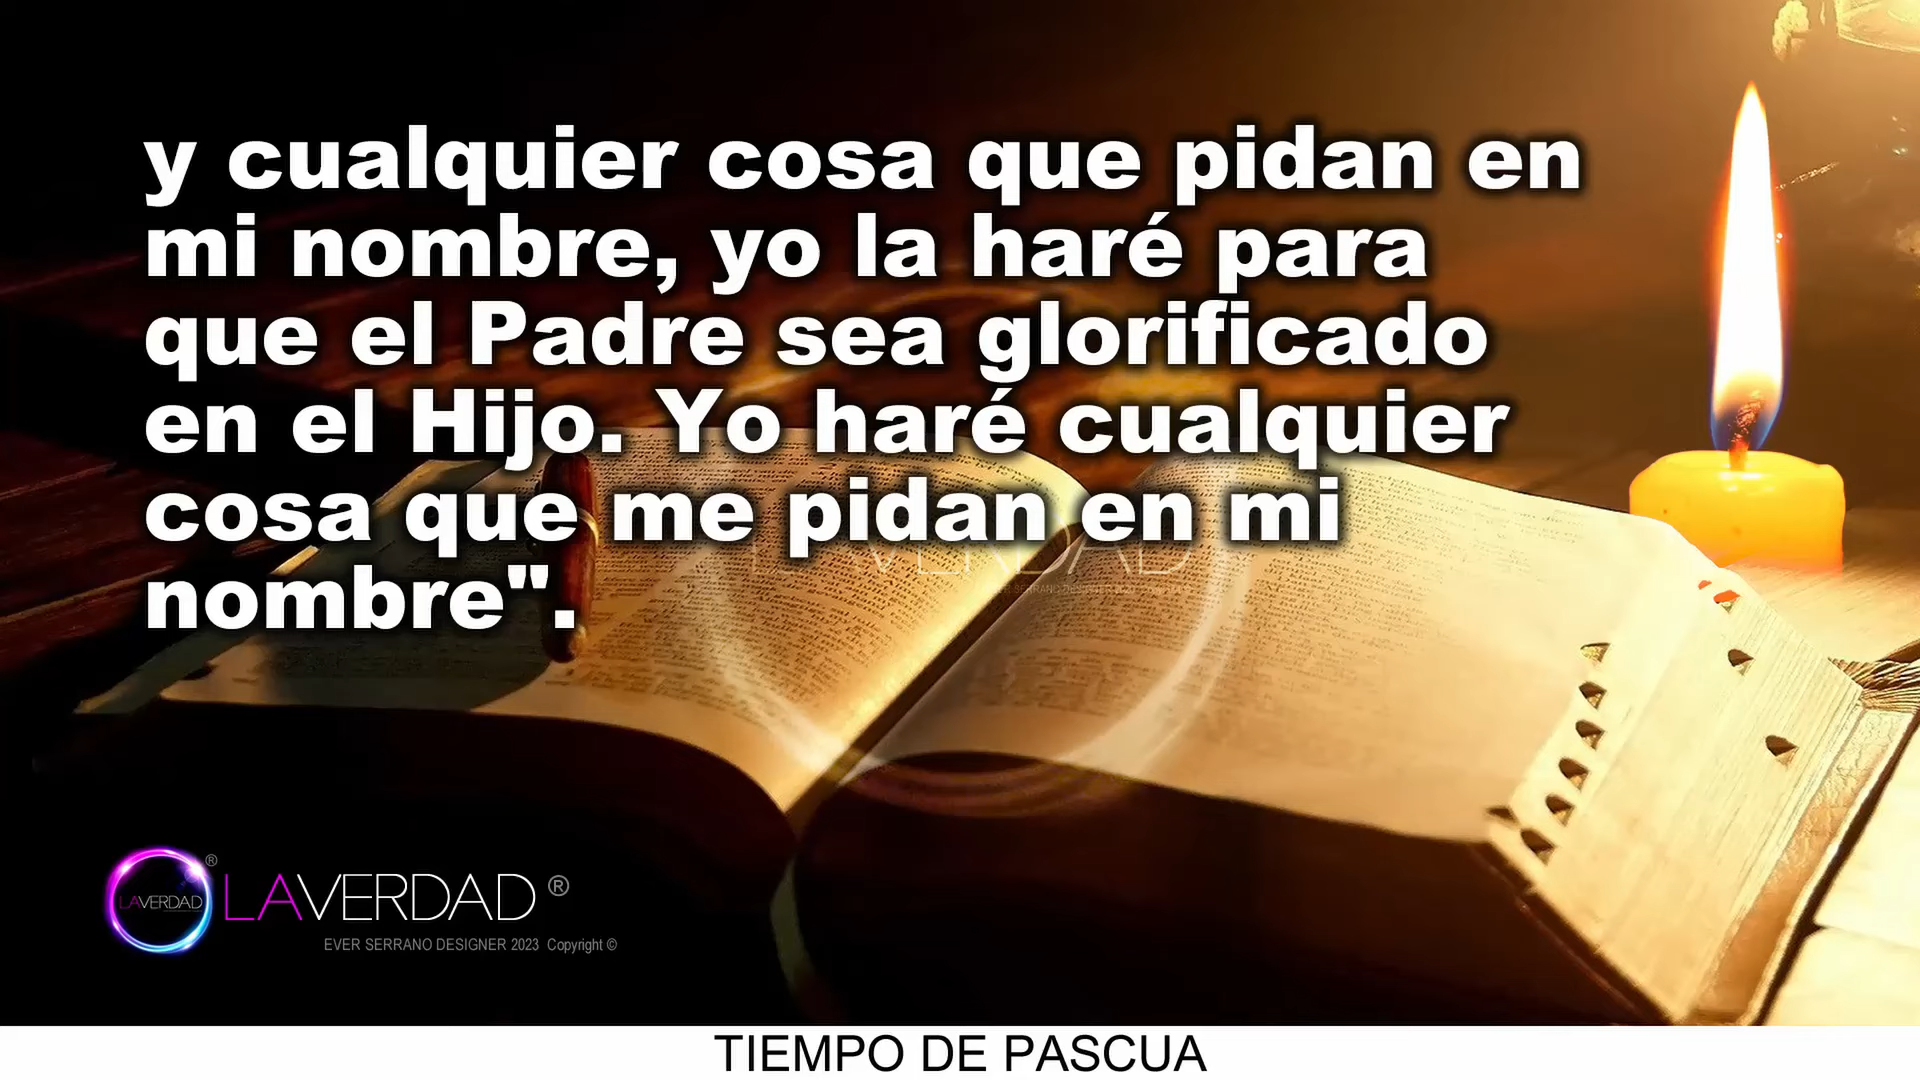 y cualquier cosa que pidan en
mi nombre, yo la haré para
que el Padre sea glorificado
en el Hijo. Yo haré cualquier
cosa que me pidan en mi
nombre".
LAVERDAD
®
LAVERDAD ®
EVER SERRANO DESIGNER 2023 Copyright ©
TIEMPO DE PASCUA